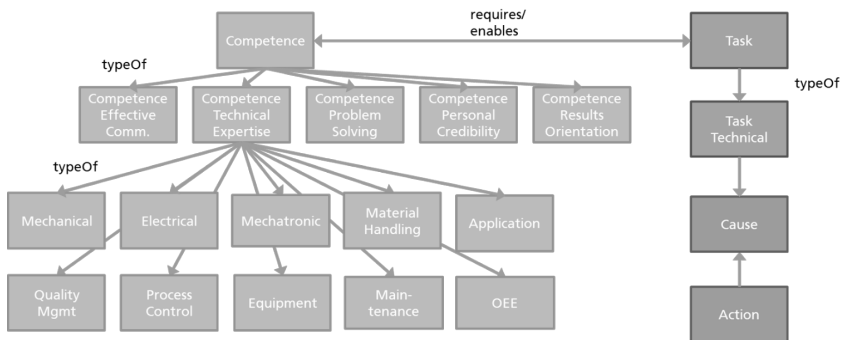 requires/
enables
Competence
Task
typeOf
typeOf
Competence
Effective
Comm.
Competence
Technical
Expertise
Competence
Problem
Solving
Competence
Personal
Credibility
Competence
Results
Orientation
Task
Technical
typeOf
Mechanical
Electrical
Mechatronic
Material
Handling
Application
Cause
Quality
Mgmt
Process
Control
Equipment
Main-
tenance
OEE
Action